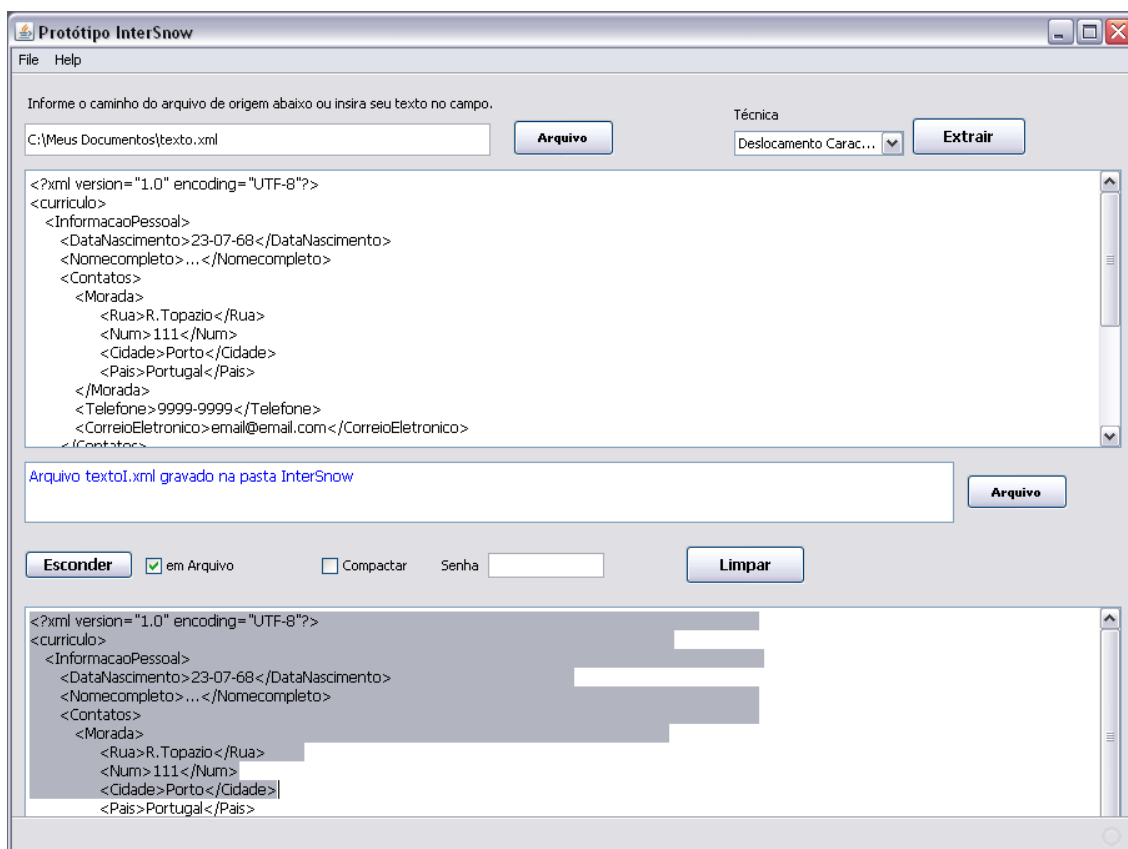 Protótipo InterSnow
File Help
Informe o caminho do arquivo de origem abaixo ou insira seu texto no campo.
Técnica
C:\Meus Documentos\texto.xml Arquivo Deslocamento Carac... Extrair
<?xml version="1.0" encoding="UTF-8"?>
<curriculo>
<InformacaoPessoal>
<DataNascimento>23-07-68</DataNascimento>
<Nomecompleto>...</Nomecompleto>
<Contatos>
<Morada>
<Rua>R.Topazio</Rua>
<Num>111</Num>
<Cidade>Porto</Cidade>
<Pais>Portugal</Pais>
</Morada>
<Telefone>9999-9999</Telefone>
<CorreioEletronico>email@email.com</CorreioEletronico>
</Contatos>
Arquivo textoI.xml gravado na pasta InterSnow
Arquivo
Esconder em Arquivo Compactar Senha Limpar
<?xml version="1.0" encoding="UTF-8"?>
<curriculo>
<InformacaoPessoal>
<DataNascimento>23-07-68</DataNascimento>
<Nomecompleto>...</Nomecompleto>
<Contatos>
<Morada>
<Rua>R.Topazio</Rua>
<Num>111</Num>
<Cidade>Porto</Cidade>
<Pais>Portugal</Pais>